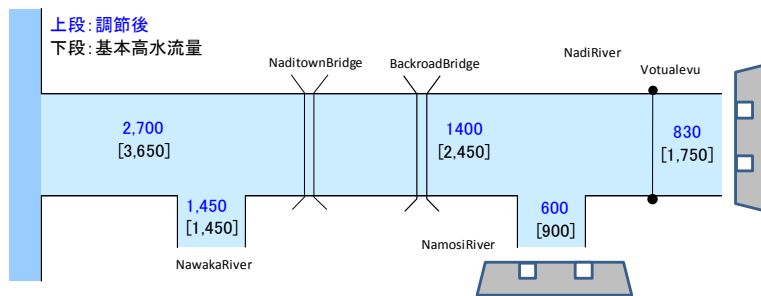 上段：調節後
下段：基本高水流量
NaditownBridge
BackroadBridge
NadiRiver
Votualevu
2,700
[3,650]
1400
[2,450]
830
[1,750]
1,450
[1,450]
600
[900]
NawakaRiver
NamosiRiver